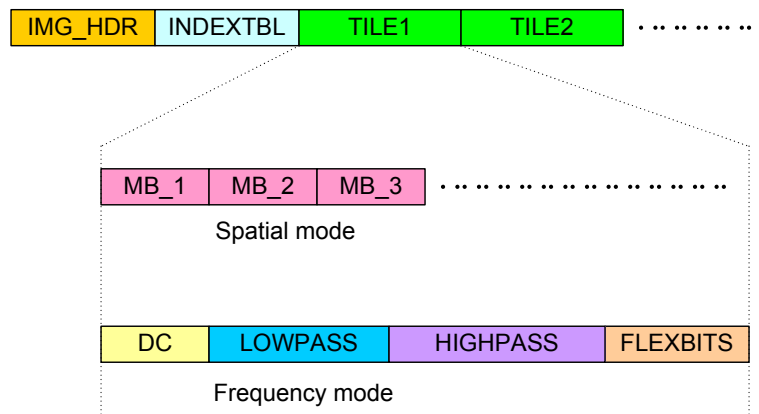 IMG_HDR INDEXTBL TILE1 TILE2
MB_1 MB_2 MB_3
Spatial mode
DC LOWPASS HIGHPASS FLEXBITS
Frequency mode